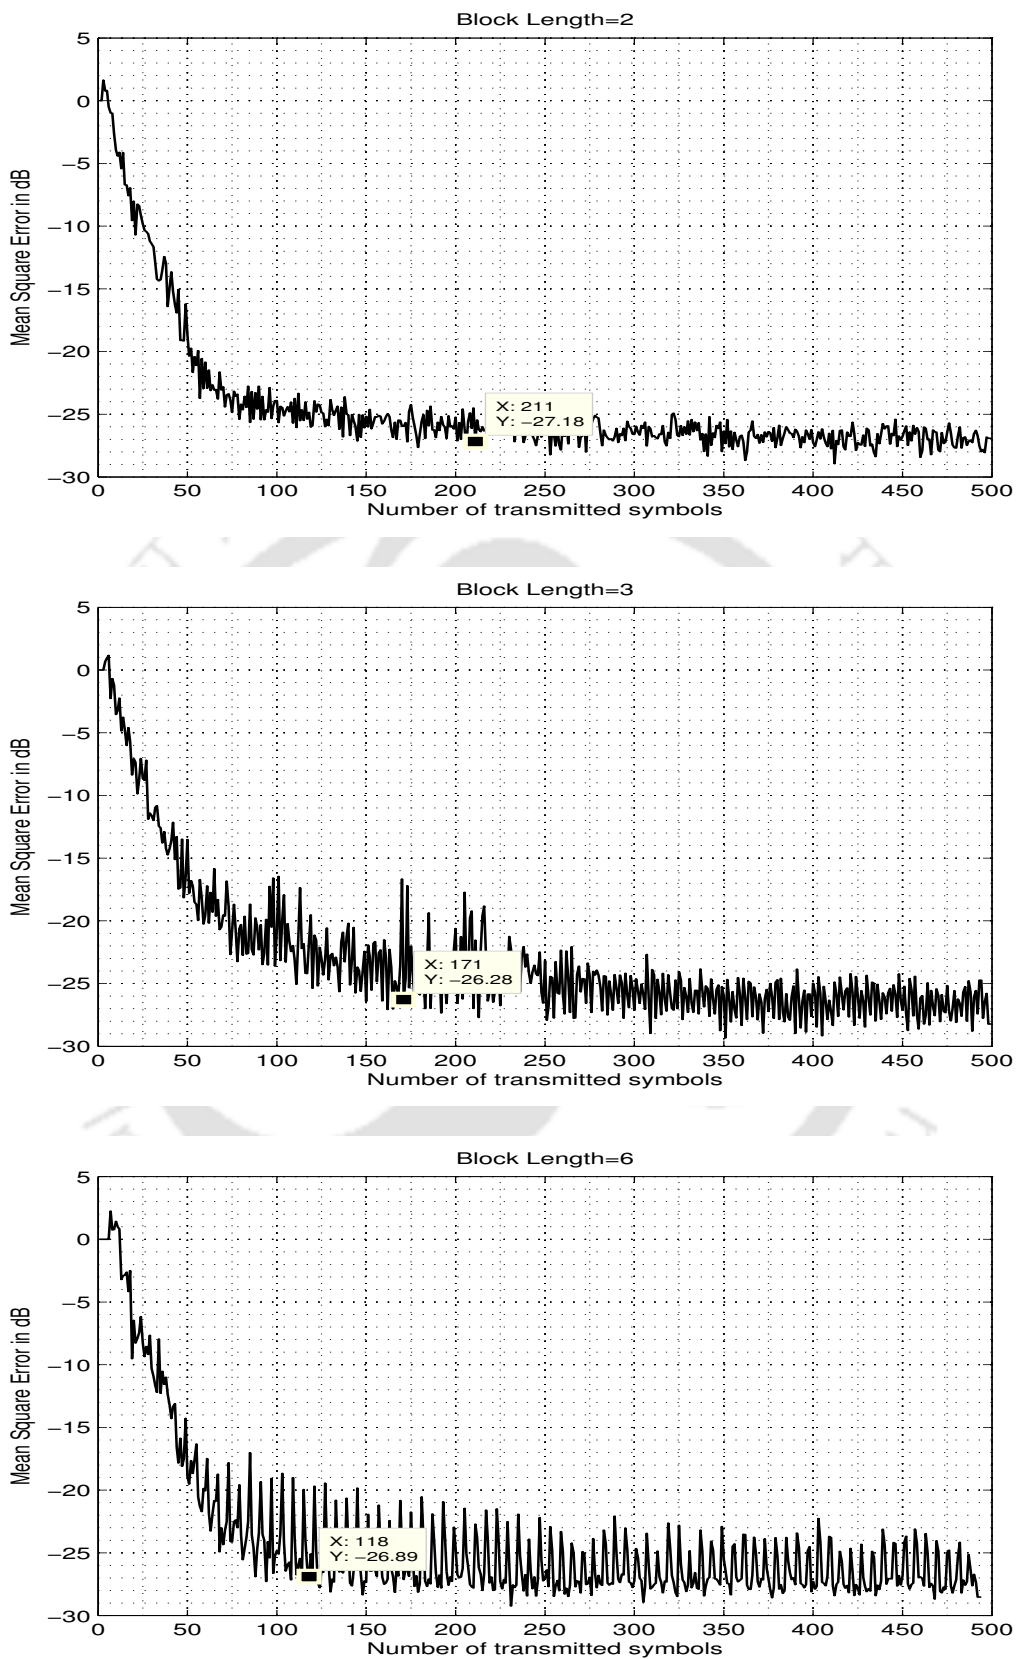 Block Length=2
5
0
−5
−10
−15
−20
−25
−30
Mean Square Error in dB
X: 211
Y: −27.18
0 50 100 150 200 250 300 350 400 450 500
Number of transmitted symbols
Block Length=3
5
0
−5
−10
−15
−20
−25
−30
Mean Square Error in dB
X: 171
Y: −26.28
0 50 100 150 200 250 300 350 400 450 500
Number of transmitted symbols
Block Length=6
5
0
−5
−10
−15
−20
−25
−30
Mean Square Error in dB
X: 118
Y: −26.89
0 50 100 150 200 250 300 350 400 450 500
Number of transmitted symbols